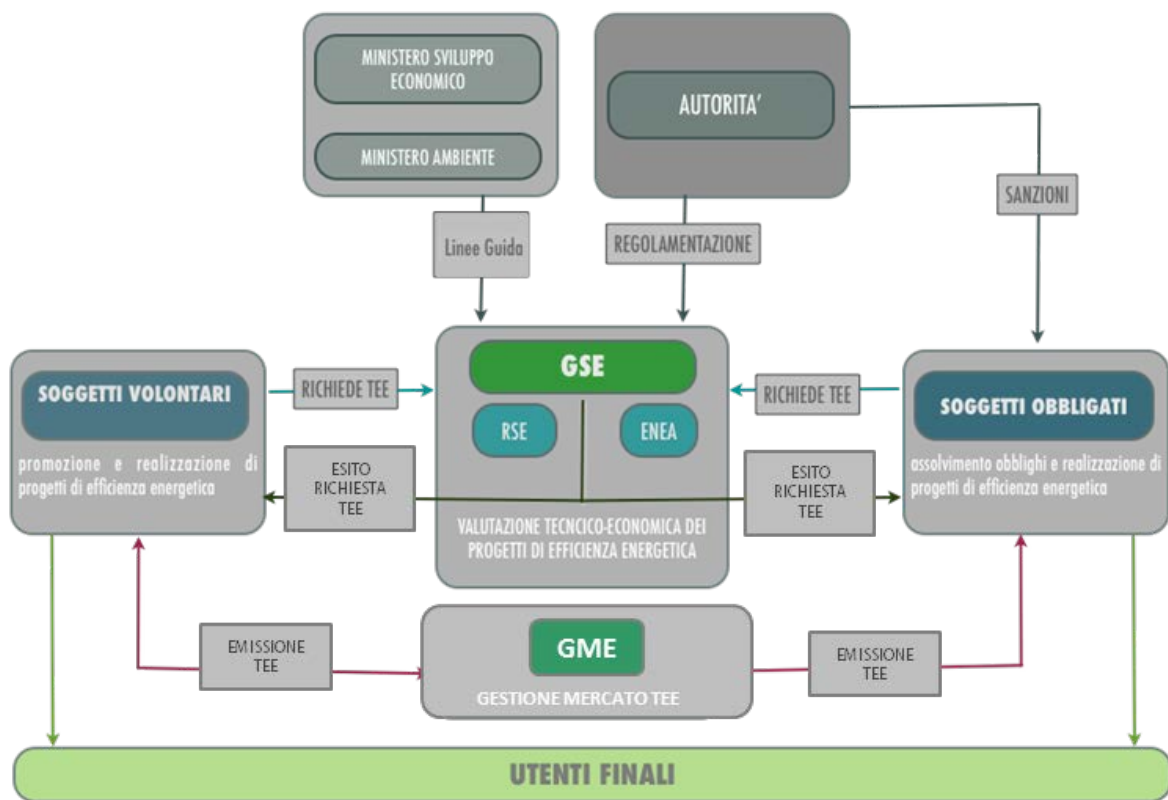 MINISTERO SVILUPPO
ECONOMICO
MINISTERO AMBIENTE
AUTORITA'
Linee Guida
REGOLAMENTAZIONE
SANZIONI
SOGGETTI VOLONTARI
promozione e realizzazione di
progetti di efficienza energetica
RICHIEDE TEE
GSE
RSE
ENEA
VALUTAZIONE TECNCICO-ECONOMICA DEI
PROGETTI DI EFFICIENZA ENERGETICA
RICHIEDE TEE
SOGGETTI OBBLIGATI
assolvimento obblighi e realizzazione di
progetti di efficienza energetica
ESITO
RICHIESTA
TEE
ESITO
RICHIESTA
TEE
EMISSIONE
TEE
GME
GESTIONE MERCATO TEE
EMISSIONE
TEE
UTENTI FINALI